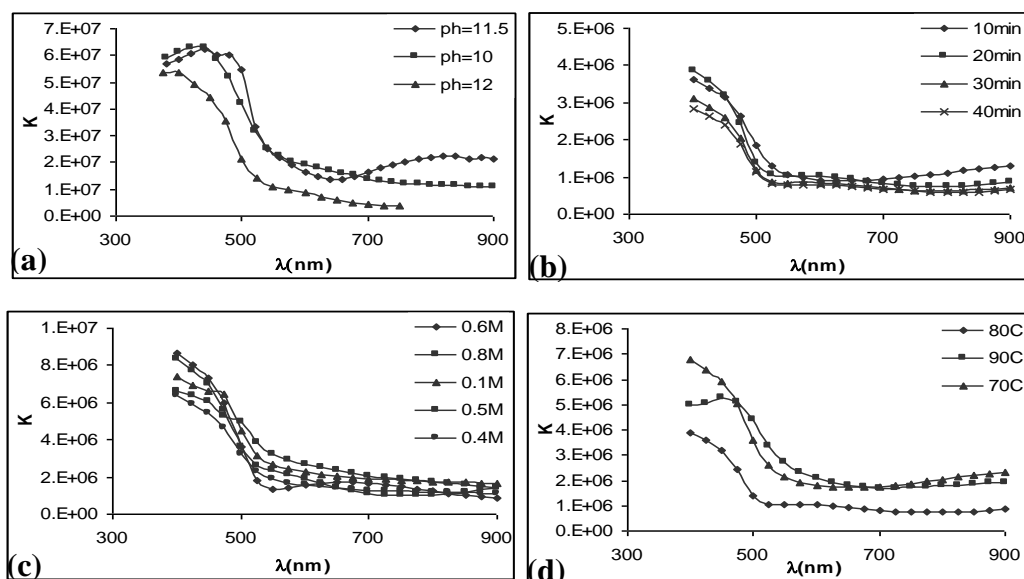 7.E+07
6.E+07
5.E+07
4.E+07
3.E+07
2.E+07
1.E+07
0.E+00
K
300 500 700 900
λ(nm)
ph=11.5
ph=10
ph=12
(a)
5.E+06
4.E+06
3.E+06
2.E+06
1.E+06
0.E+00
K
300 500 700 900
λ(nm)
10min
20min
30min
40min
(b)
1.E+07
8.E+06
6.E+06
4.E+06
2.E+06
0.E+00
K
300 500 700 900
λ(nm)
0.6M
0.8M
0.1M
0.5M
0.4M
(c)
8.E+06
7.E+06
6.E+06
5.E+06
4.E+06
3.E+06
2.E+06
1.E+06
0.E+00
K
300 500 700 900
λ(nm)
80C
90C
70C
(d)